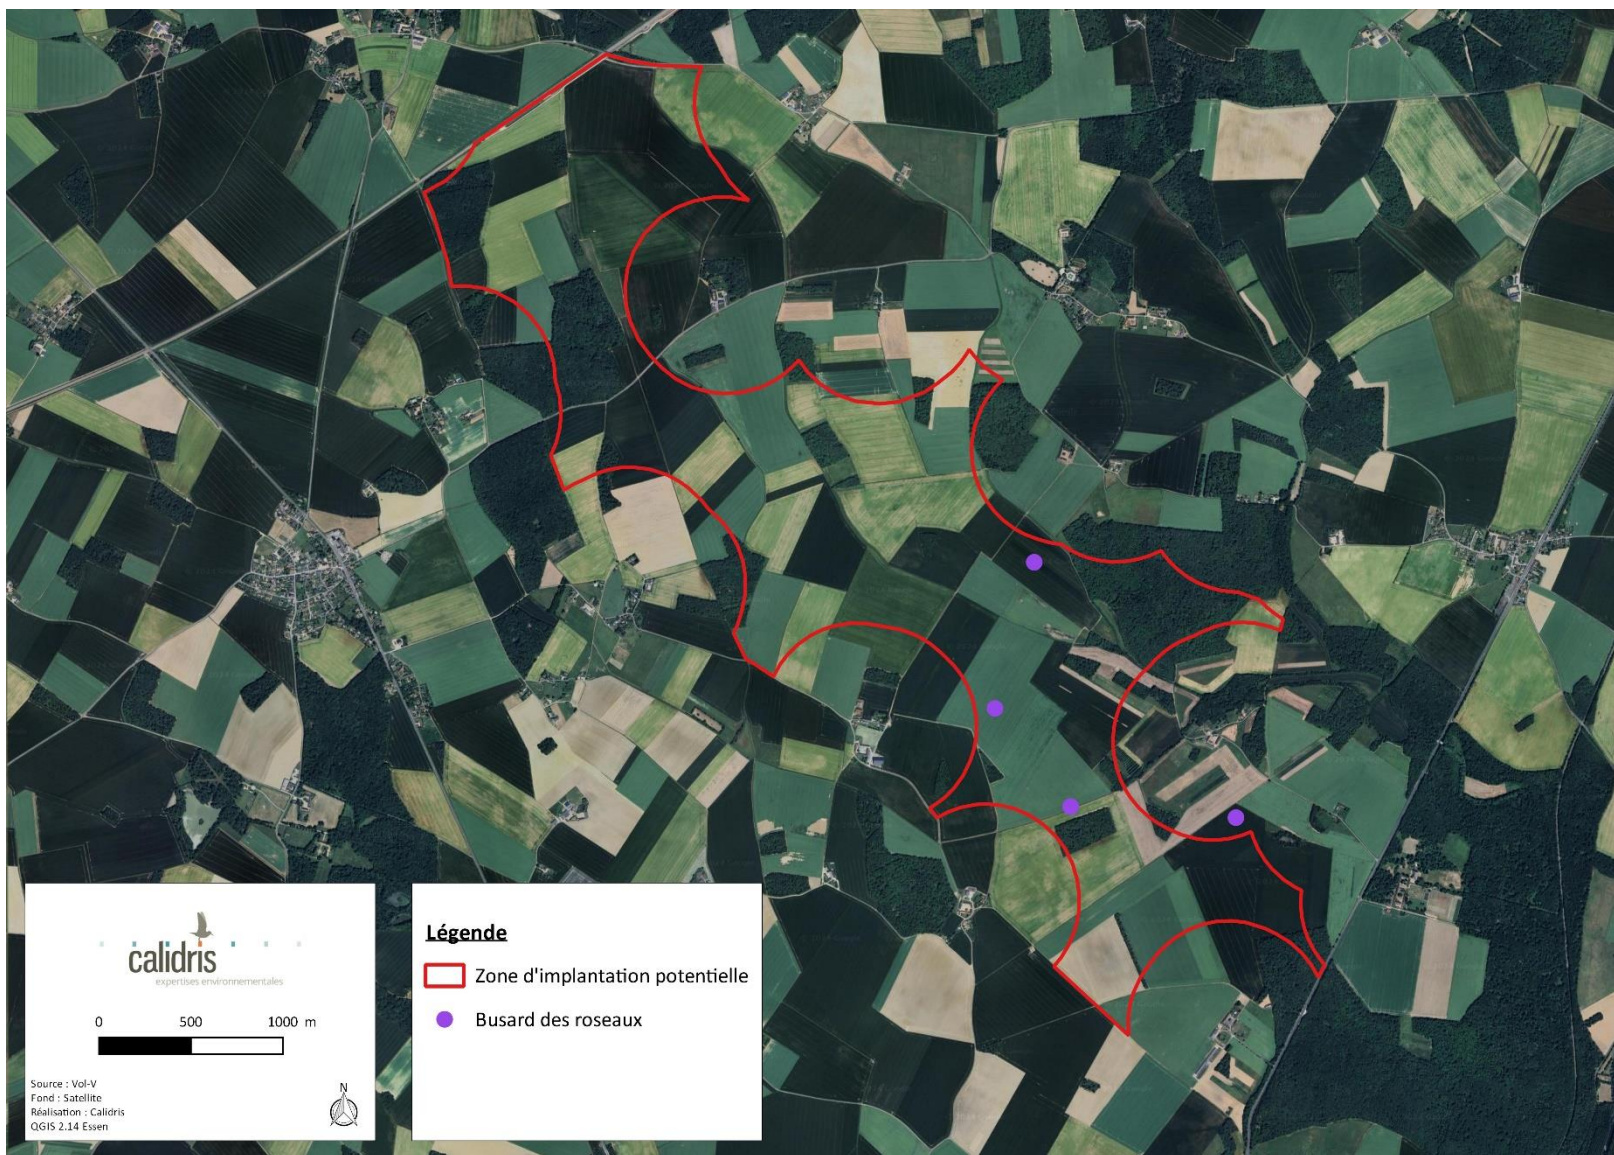 calidris
expertises environnementales
0 500 1000 m
Source : Vol-V
Fond : Satellite
Réalisation : Calidris
QGIS 2.14 Essen
N
Légende
Zone d'implantation potentielle
Busard des roseaux